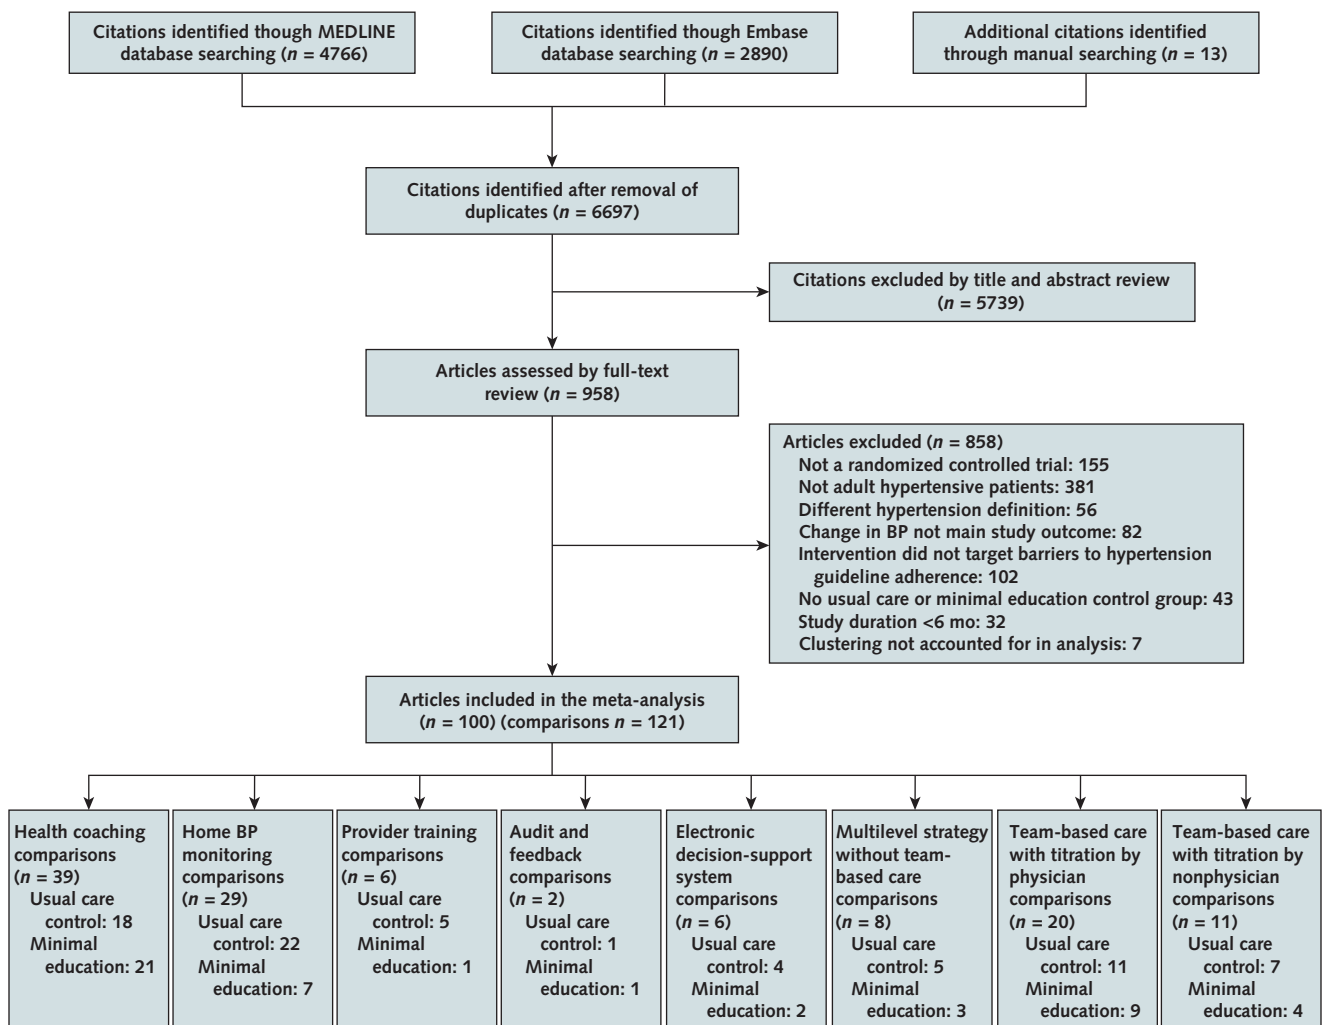 Citations identified though MEDLINE
database searching (n = 4766)
Citations identified though Embase
database searching (n = 2890)
Additional citations identified
through manual searching (n = 13)
Citations identified after removal of
duplicates (n = 6697)
Citations excluded by title and abstract review
(n = 5739)
Articles assessed by full-text
review (n = 958)
Articles excluded (n = 858)
Not a randomized controlled trial: 155
Not adult hypertensive patients: 381
Different hypertension definition: 56
Change in BP not main study outcome: 82
Intervention did not target barriers to hypertension
guideline adherence: 102
No usual care or minimal education control group: 43
Study duration <6 mo: 32
Clustering not accounted for in analysis: 7
Articles included in the meta-analysis
(n = 100) (comparisons n = 121)
Health coaching
comparisons
(n = 39)
Usual care
control: 18
Minimal
education: 21
Home BP
monitoring
comparisons
(n = 29)
Usual care
control: 22
Minimal
education: 7
Provider training
comparisons
(n = 6)
Usual care
control: 5
Minimal
education: 1
Audit and
feedback
comparisons
(n = 2)
Usual care
control: 1
Minimal
education: 1
Electronic
decision-support
system
comparisons
(n = 6)
Usual care
control: 4
Minimal
education: 2
Multilevel strategy
without team-
based care
comparisons
(n = 8)
Usual care
control: 5
Minimal
education: 3
Team-based care
with titration by
physician
comparisons
(n = 20)
Usual care
control: 11
Minimal
education: 9
Team-based care
with titration by
nonphysician
comparisons
(n = 11)
Usual care
control: 7
Minimal
education: 4